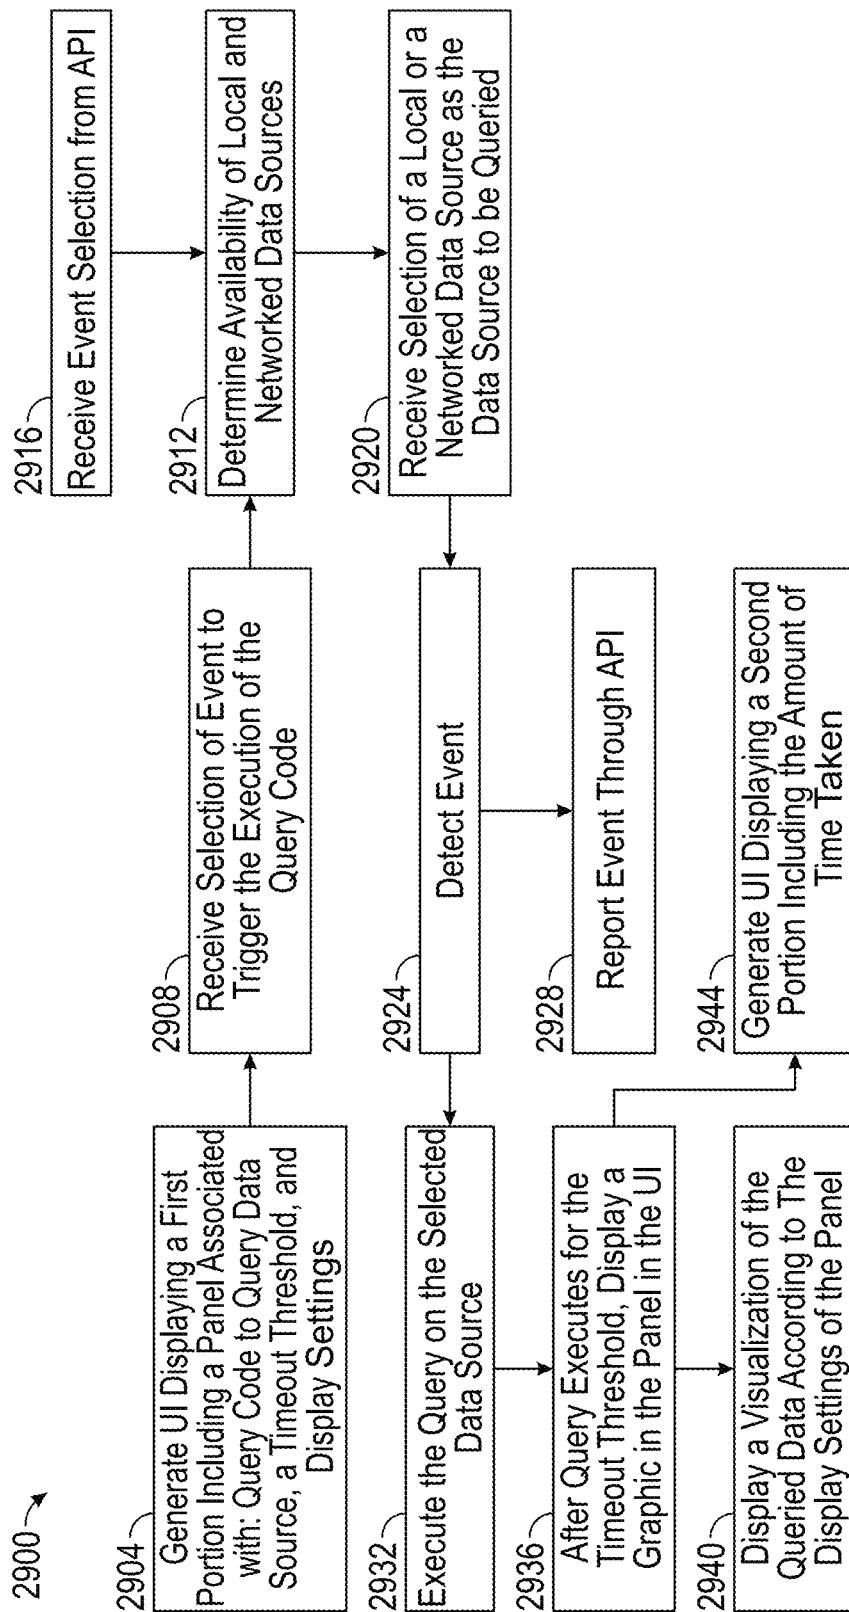 2900
2904
Generate UI Displaying a First
Portion Including a Panel Associated
with: Query Code to Query Data
Source, a Timeout Threshold, and
Display Settings
2908
Receive Selection of Event to
Trigger the Execution of the
Query Code
2916
Receive Event Selection from API
2912
Determine Availability of Local and
Networked Data Sources
2920
Receive Selection of a Local or a
Networked Data Source as the
Data Source to be Queried
2924
Detect Event
2928
Report Event Through API
2932
Execute the Query on the Selected
Data Source
2936
After Query Executes for the
Timeout Threshold, Display a
Graphic in the Panel in the UI
2940
Display a Visualization of the
Queried Data According to The
Display Settings of the Panel
2944
Generate UI Displaying a Second
Portion Including the Amount of
Time Taken